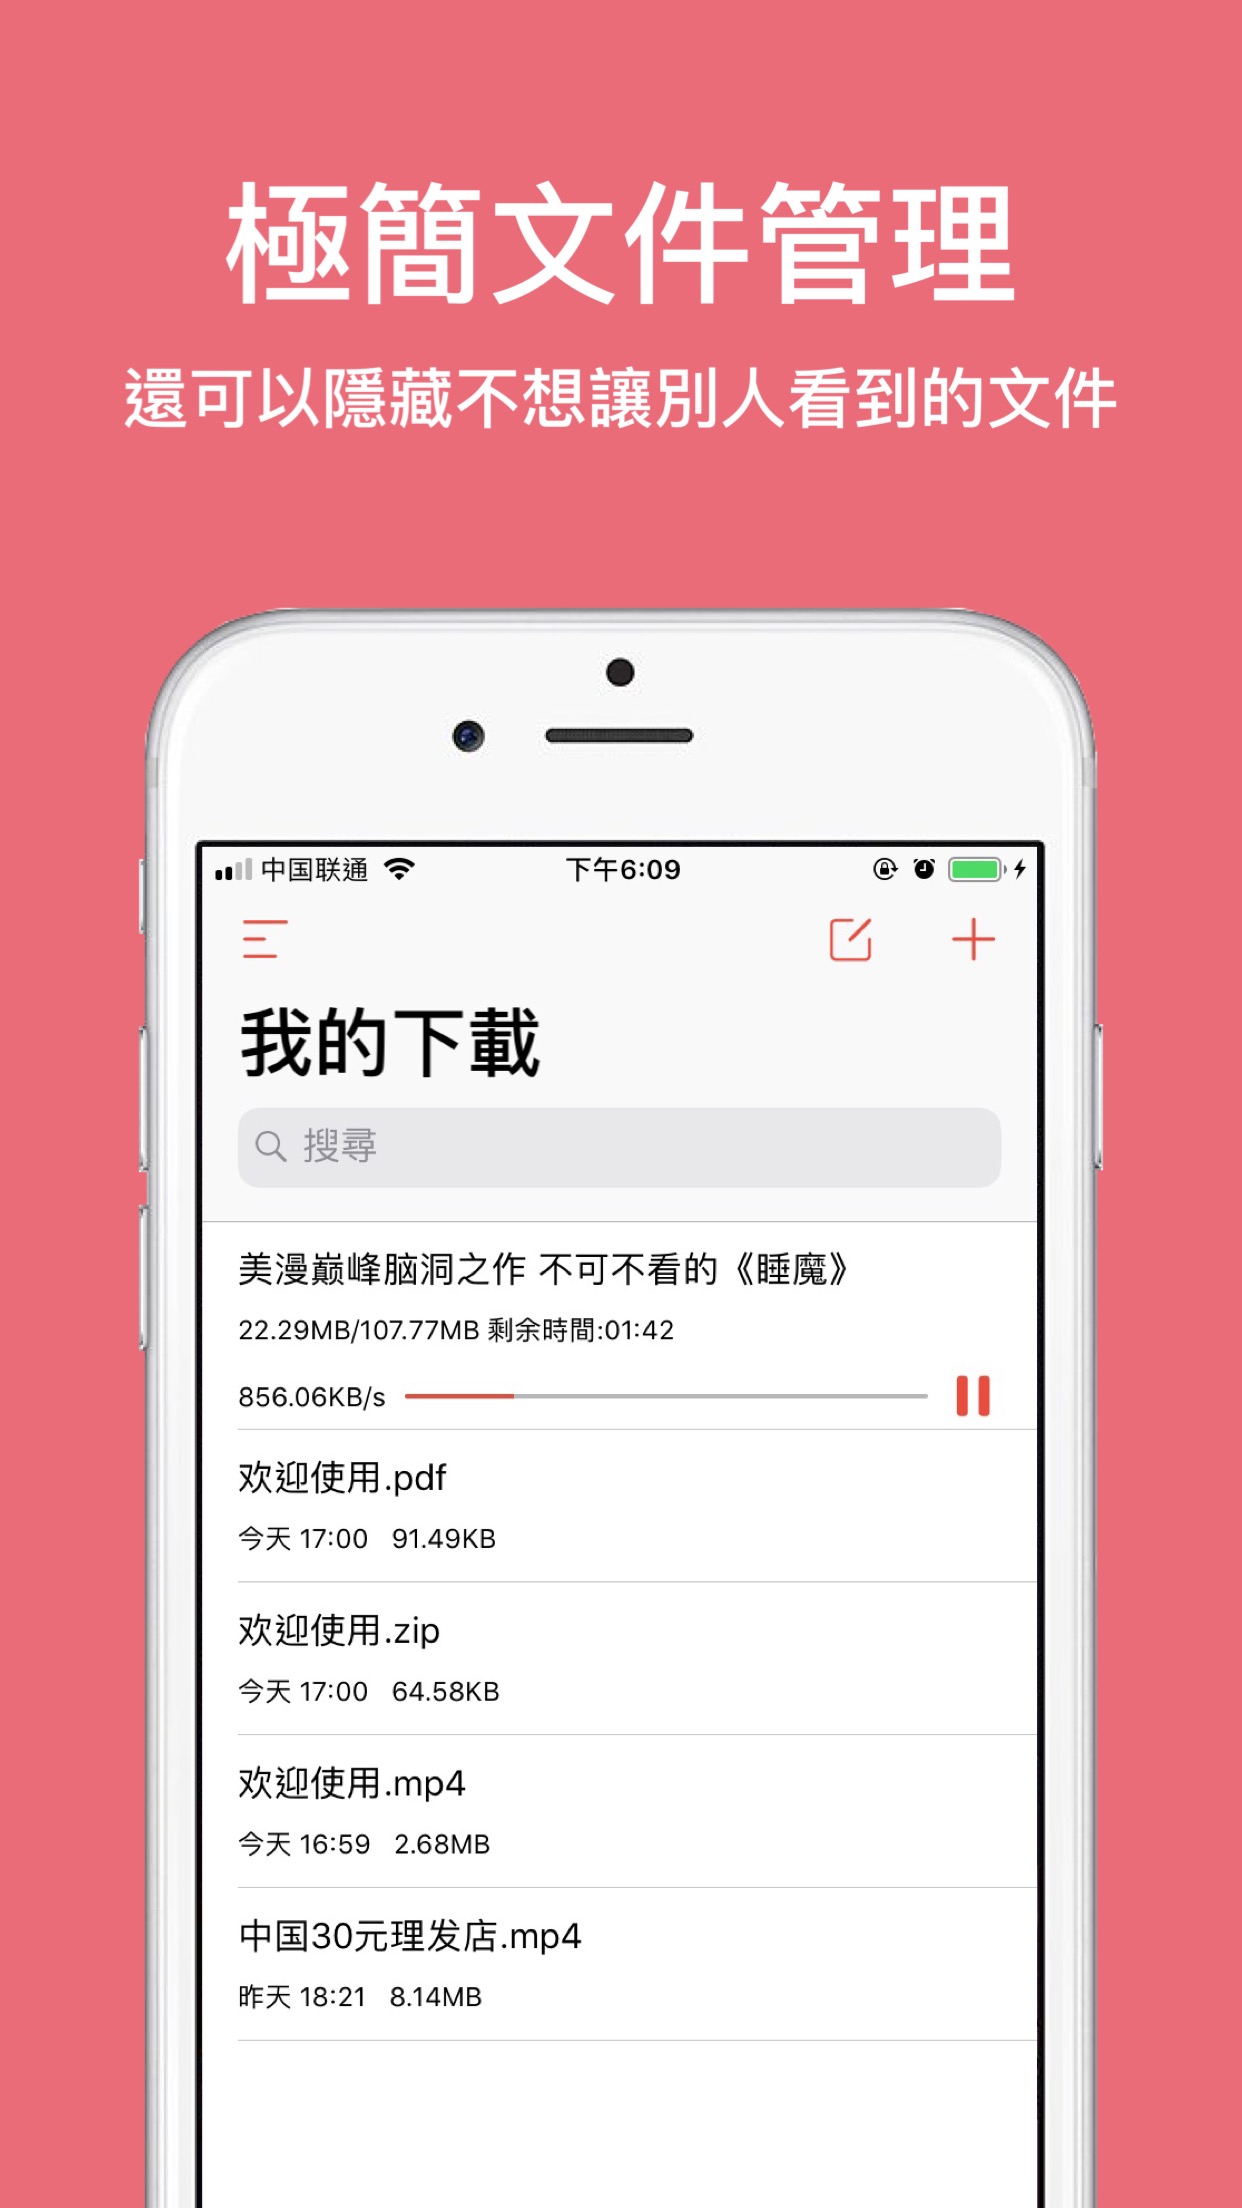 極簡文件管理
還可以隱藏不想讓別人看到的文件
中国联通 下午6:09
我的下載
搜尋
美漫巅峰脑洞之作 不可不看的《睡魔》
22.29MB/107.77MB 剩余時間:01:42
856.06KB/s
欢迎使用.pdf
今天 17:00 91.49KB
欢迎使用.zip
今天 17:00 64.58KB
欢迎使用.mp4
今天 16:59 2.68MB
中国30元理发店.mp4
昨天 18:21 8.14MB